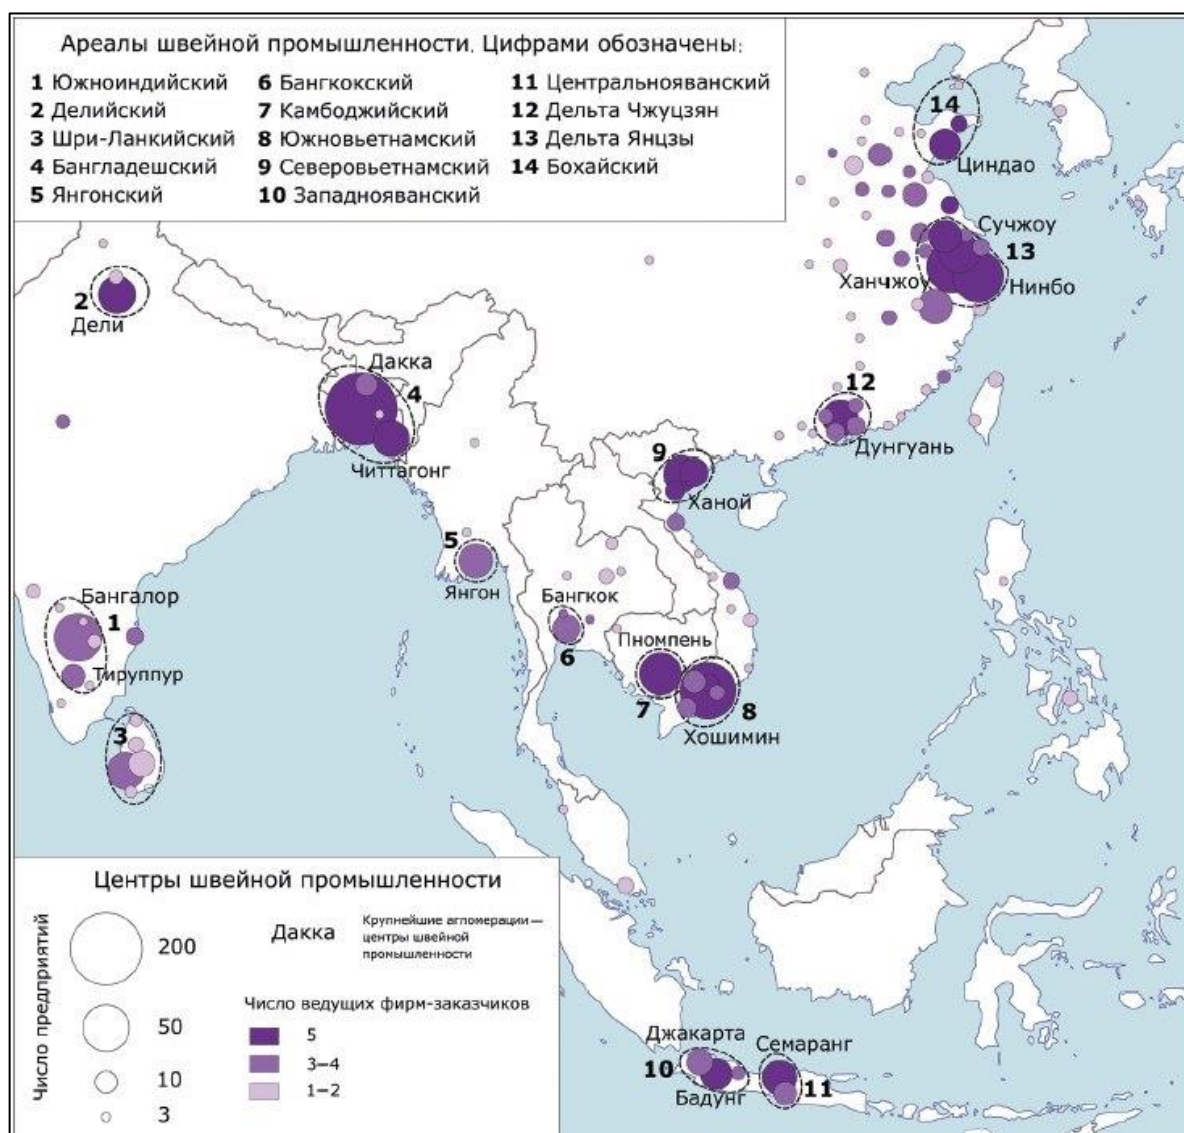 Ареалы швейной промышленности. Цифрами обозначены:
1 Южноиндийский
2 Делийский
3 Шри-Ланкийский
4 Бангладешский
5 Янгонский
6 Бангкокский
7 Камбоджийский
8 Южновьетнамский
9 Северовьетнамский
10 Западнояванский
11 Центральнояванский
12 Дельта Чжуцзян
13 Дельта Янцзы
14 Бохайский
14
Циндао
Сучжоу
13
Ханчжоу
Нинбо
2
Дели
Дакка
4
Читтагонг
12
Дунгуань
9
Ханой
5
Янгон
Бангкок
6
Бангалор
1
Тируппур
3
Пномпень
7
8
Хошимин
Джакарта
10
Бадунг
Семаранг
11
Центры швейной промышленности
Число предприятий
200
50
10
3
Дакка
Крупнейшие агломерации—
центры швейной
промышленности
Число ведущих фирм-заказчиков
5
3–4
1–2